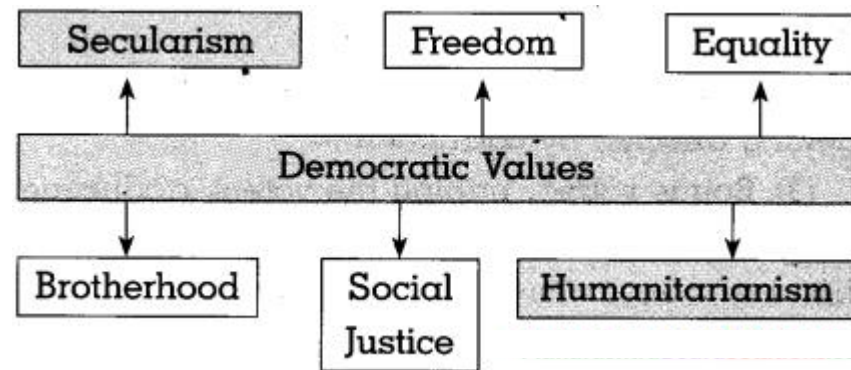 Secularism
Freedom
Equality
Democratic Values
Brotherhood
Social
Justice
Humanitarianism